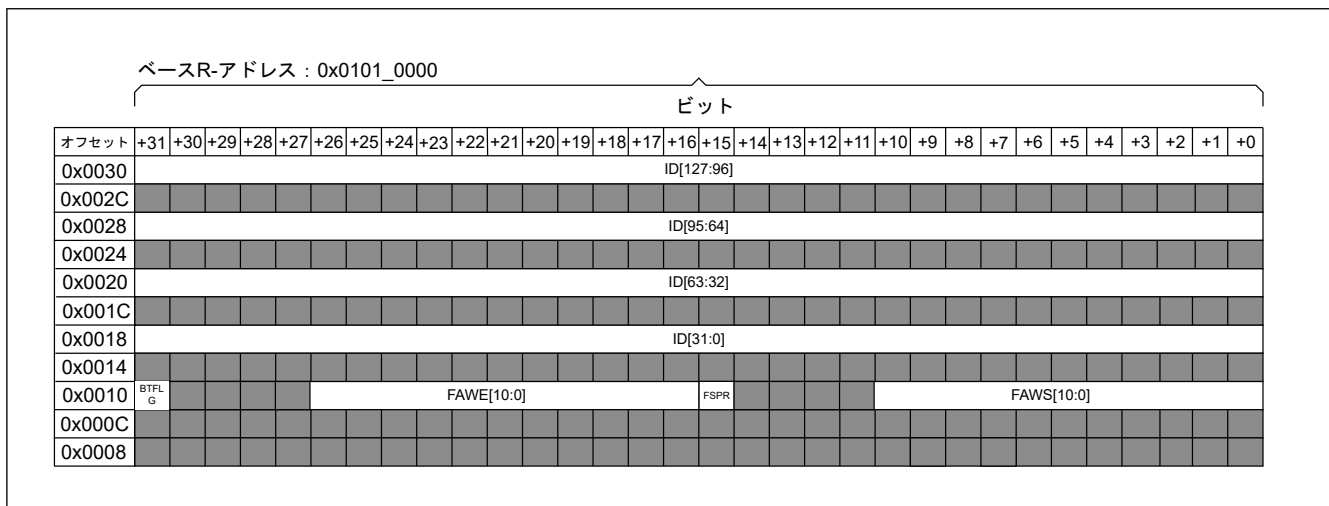 ベースR-アドレス：0x0101_0000
ビット
オフセット +31 +30 +29 +28 +27 +26 +25 +24 +23 +22 +21 +20 +19 +18 +17 +16 +15 +14 +13 +12 +11 +10 +9 +8 +7 +6 +5 +4 +3 +2 +1 +0
0x0030 ID[127:96]
0x002C
0x0028 ID[95:64]
0x0024
0x0020 ID[63:32]
0x001C
0x0018 ID[31:0]
0x0014
0x0010 BTFLG FAWE[10:0] FSPR FAWS[10:0]
0x000C
0x0008